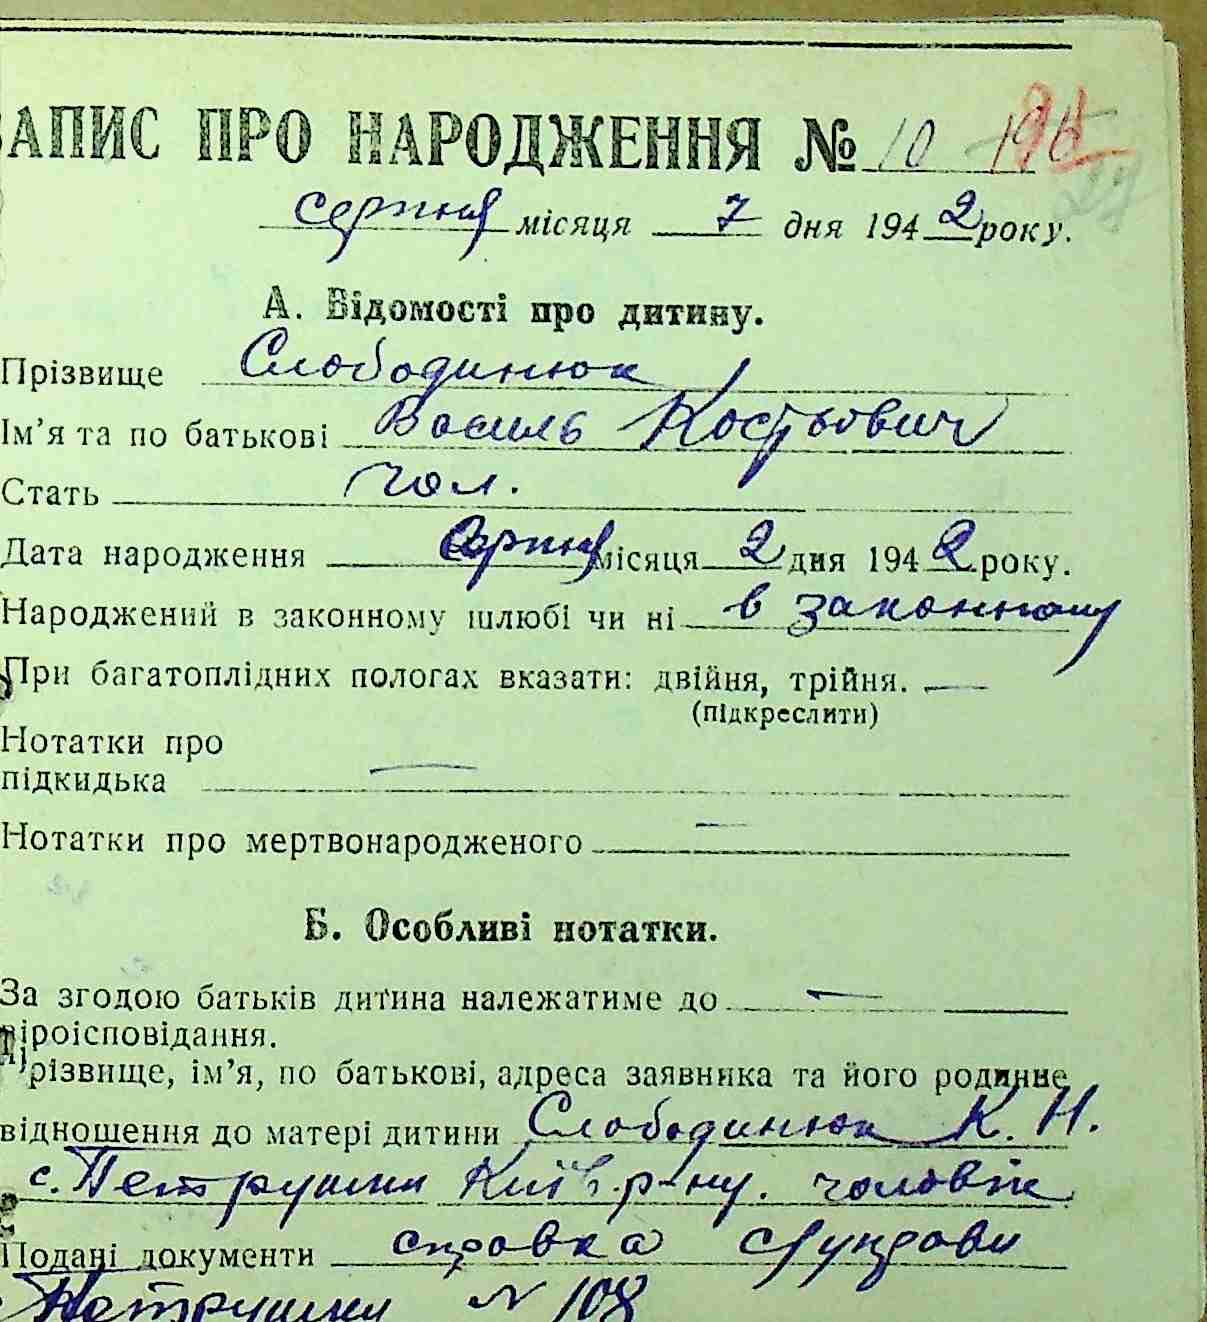 ЗАПИС ПРО НАРОДЖЕННЯ № 10
серпня місяця 7 дня 1942 року.
А. Відомості про дитину.
Прізвище Слободинюк
Ім’я та по батькові Василь Костьович
Стать чол.
Дата народження серпня місяця 2 дня 1942 року.
Народжений в законному шлюбі чи ні в законному
При багатоплідних пологах вказати: двійня, трійня. —
(підкреслити)
Нотатки про
підкидька —
Нотатки про мертвонародженого —
Б. Особливі нотатки.
За згодою батьків дитина належатиме до —
віроісповідання.
Прізвище, ім’я, по батькові, адреса заявника та його родинне
відношення до матері дитини Слободинюк К. Н.
с. Петрушки Київ. р-ну. чоловік
Подані документи справка
Петрушки N 108